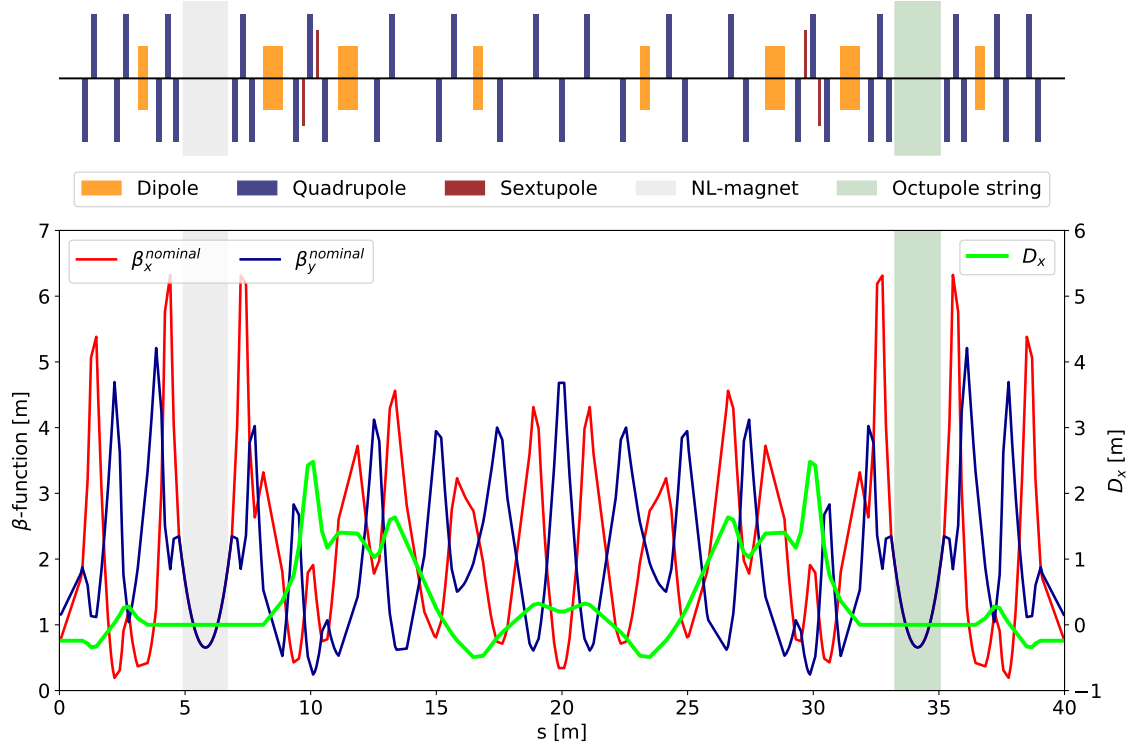 Dipole Quadrupole Sextupole NL-magnet Octupole string
β_x^{nominal} β_y^{nominal} D_x
7
6
5
4
3
2
1
0
β-function [m]
6
5
4
3
2
1
0
−1
D_x [m]
0 5 10 15 20 25 30 35 40
s [m]